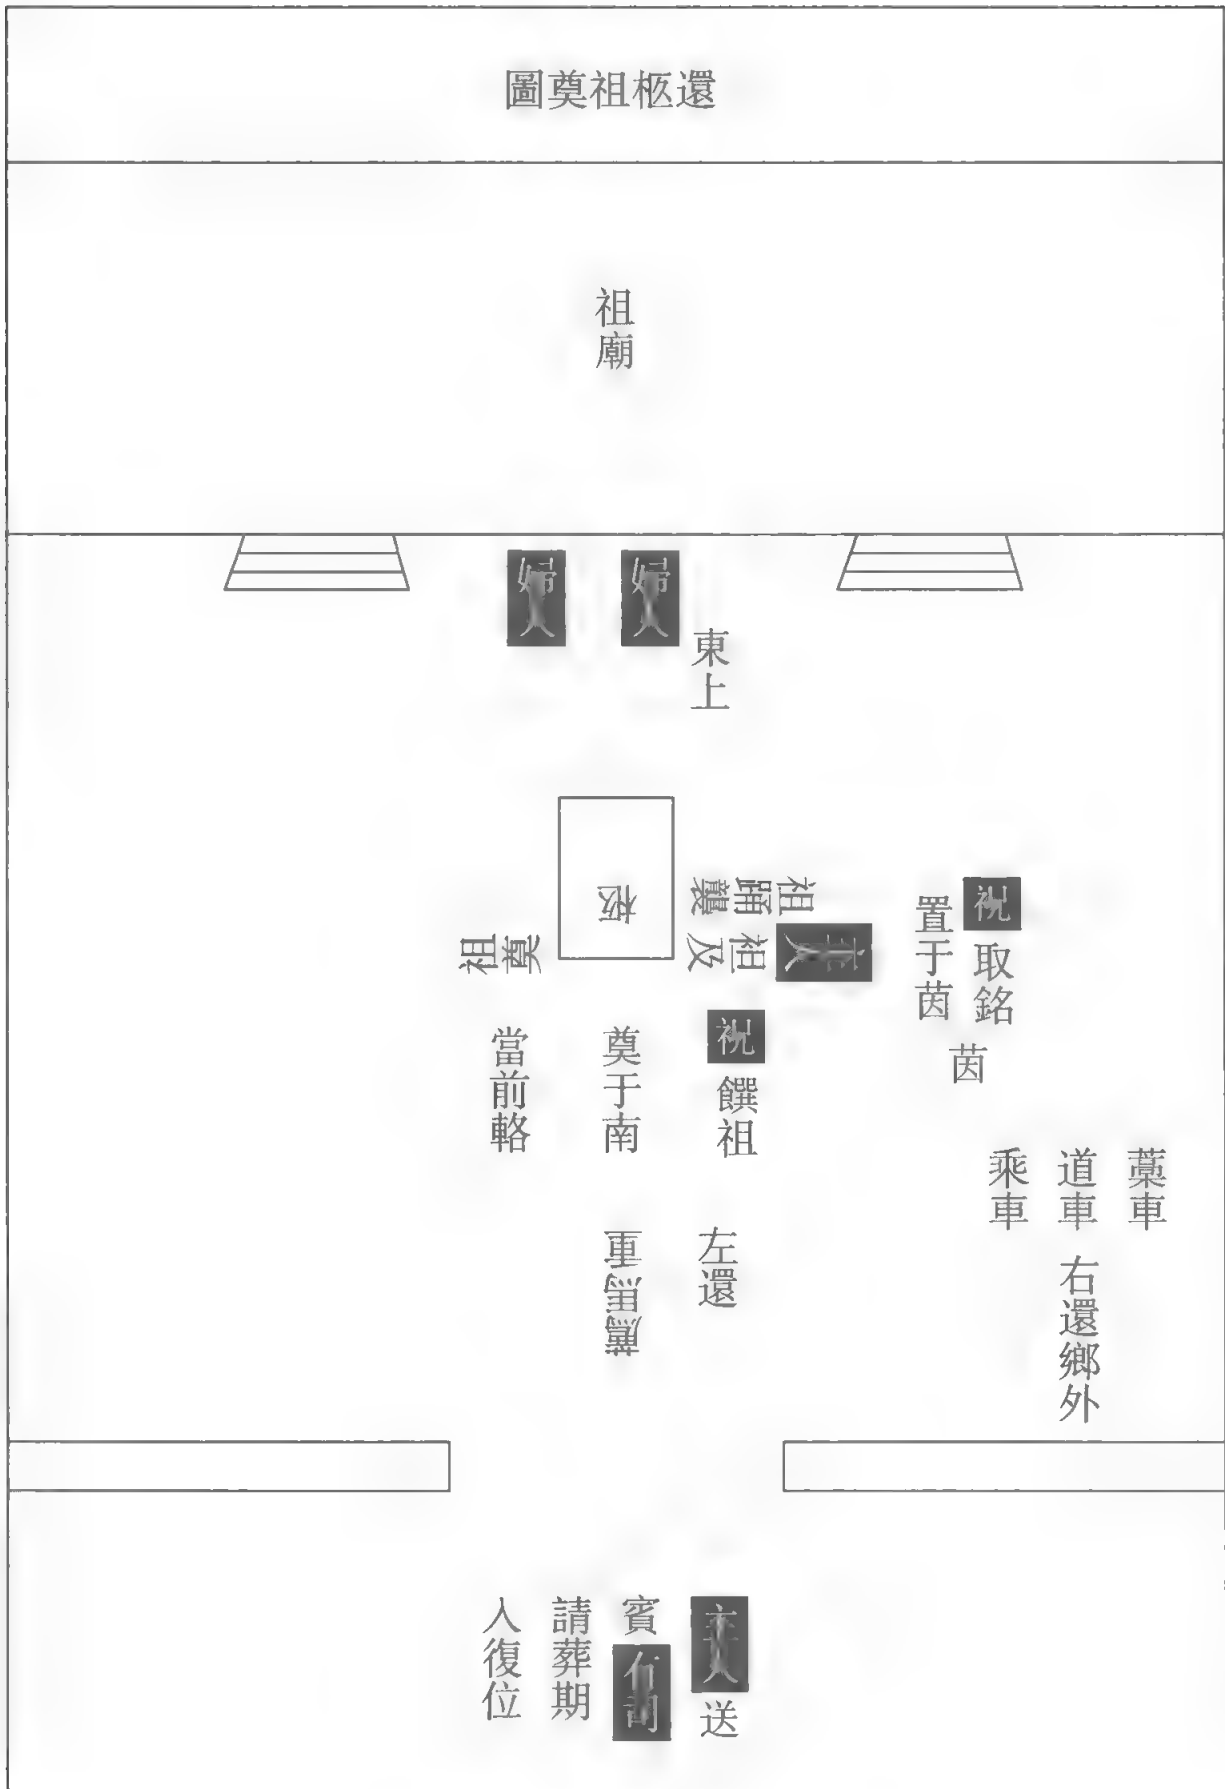 還柩祖奠圖
祖廟
婦人
婦人
東上
柩
主人袒及
祖踊襲
祖奠
祝取銘
置于茵
茵
祝饌祖
奠于南
當前輅
藁車
道車
乘車
右還鄉外
左還
薦馬重
主人送
賓有司
請葬期
入復位